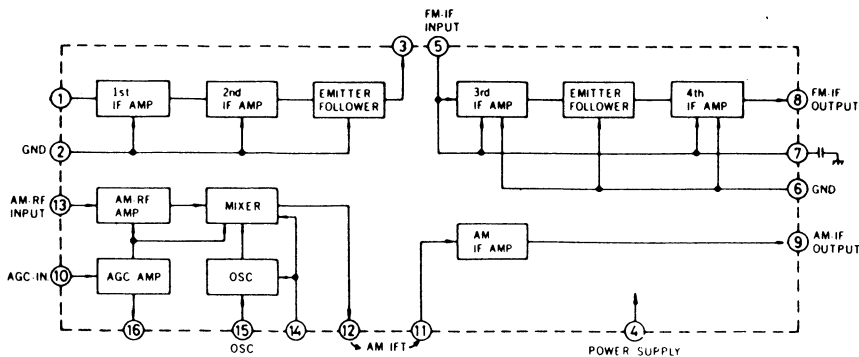 FM-IF
INPUT
3
5
1
1st
IF AMP
2nd
IF AMP
EMITTER
FOLLOWER
3rd
IF AMP
EMITTER
FOLLOWER
4th
IF AMP
8
FM-IF
OUTPUT
GND
2
7
6
GND
AM-RF
INPUT
13
AM-RF
AMP
MIXER
AM
IF AMP
9
AM-IF
OUTPUT
AGC-IN
10
AGC AMP
OSC
16
15
14
12
11
4
OSC
AM IFT
POWER SUPPLY